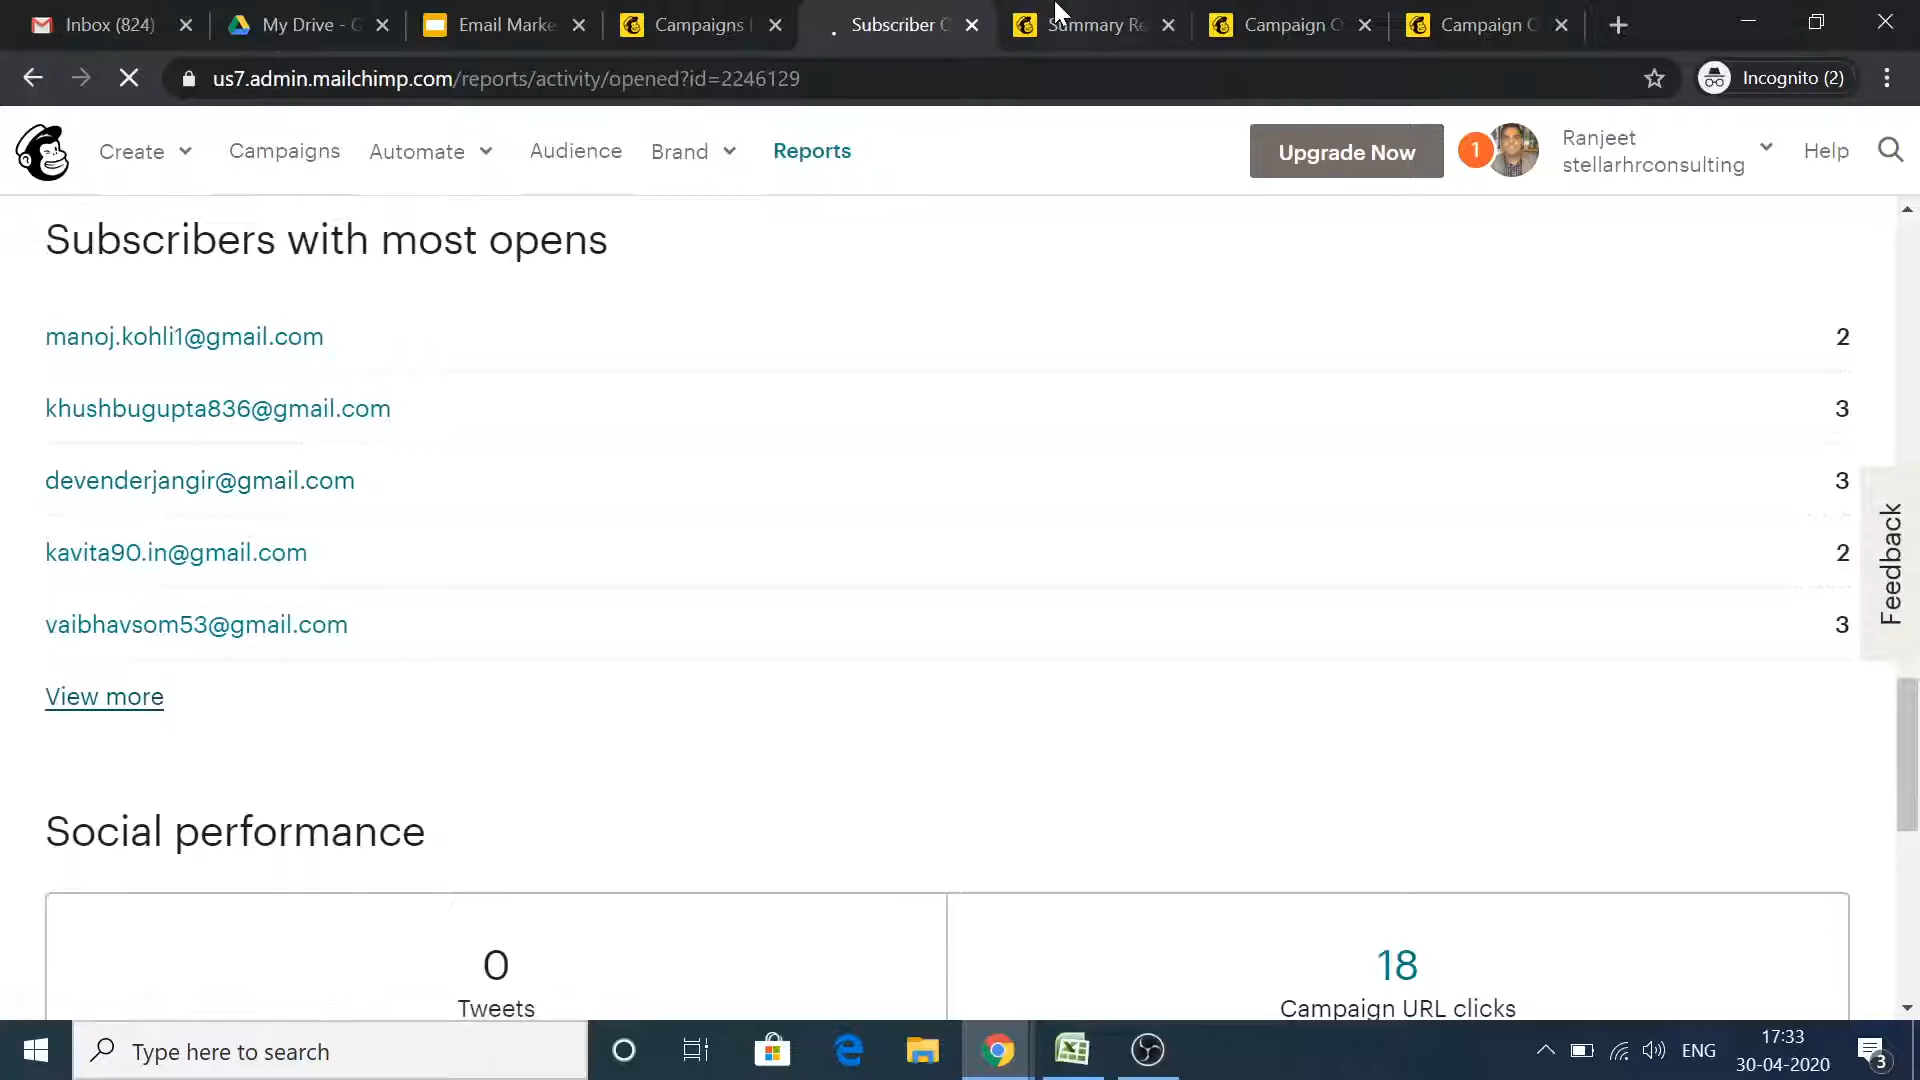 Inbox (824)
My Drive - G
Email Marke
Campaigns
Subscriber O
Summary Re
Campaign O
Campaign C
us7.admin.mailchimp.com/reports/activity/opened?id=2246129
Incognito (2)
Create
Campaigns
Automate
Audience
Brand
Reports
Upgrade Now
1
Ranjeet
stellarhrconsulting
Help
Subscribers with most opens
manoj.kohli1@gmail.com 2
khushbugupta836@gmail.com 3
devenderjangir@gmail.com 3
kavita90.in@gmail.com 2
vaibhavsom53@gmail.com 3
View more
Feedback
Social performance
0
Tweets
18
Campaign URL clicks
Type here to search
ENG
17:33
30-04-2020
3